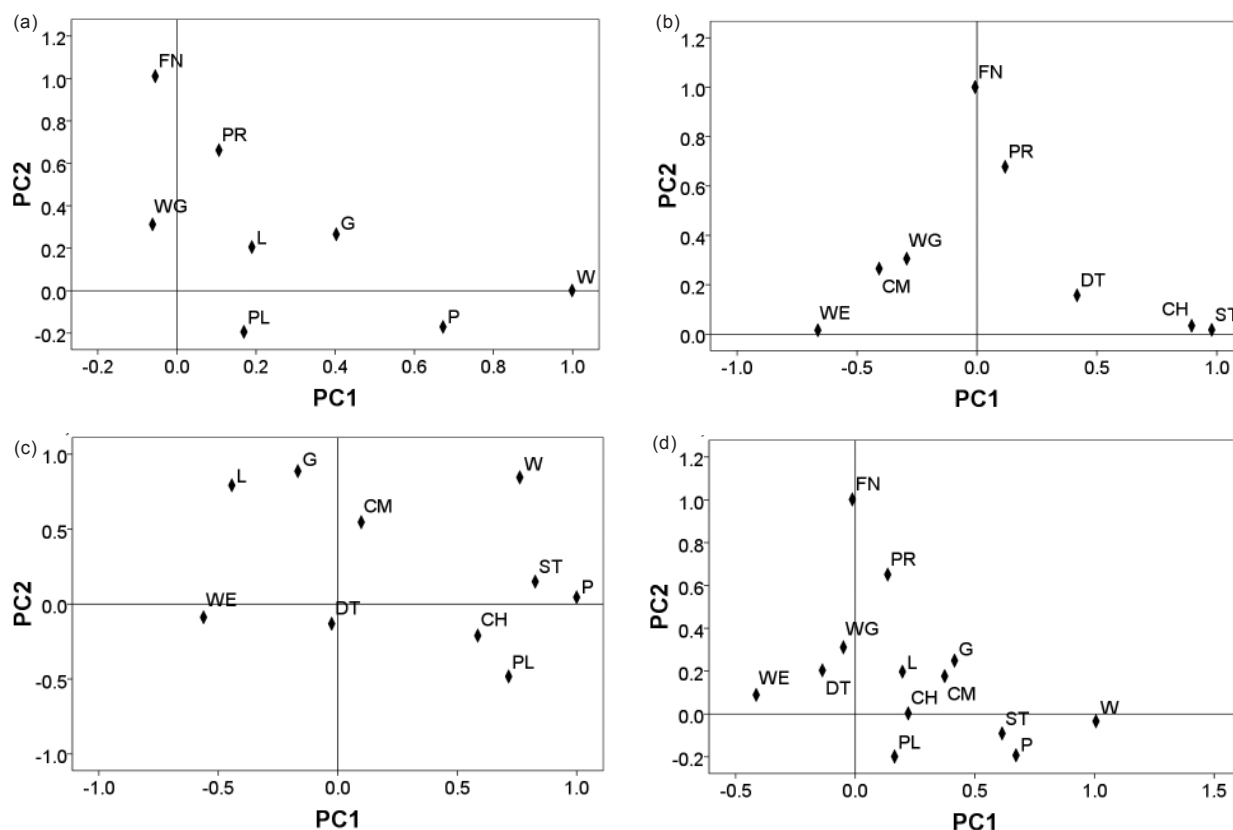 (a)
1.2
1.0
0.8
0.6
0.4
0.2
0.0
-0.2
PC2
FN
PR
WG
L
G
W
PL
P
-0.2 0.0 0.2 0.4 0.6 0.8 1.0
PC1
(b)
1.2
1.0
0.8
0.6
0.4
0.2
0.0
PC2
FN
PR
WG
CM
DT
WE
CH
ST
-1.0 -0.5 0.0 0.5 1.0
PC1
(c)
1.0
0.5
0.0
-0.5
-1.0
PC2
L
G
W
CM
ST
P
WE
DT
CH
PL
-1.0 -0.5 0.0 0.5 1.0
PC1
(d)
1.2
1.0
0.8
0.6
0.4
0.2
0.0
-0.2
PC2
FN
PR
WG
G
L
WE
DT
CH
CM
ST
W
PL
P
-0.5 0.0 0.5 1.0 1.5
PC1